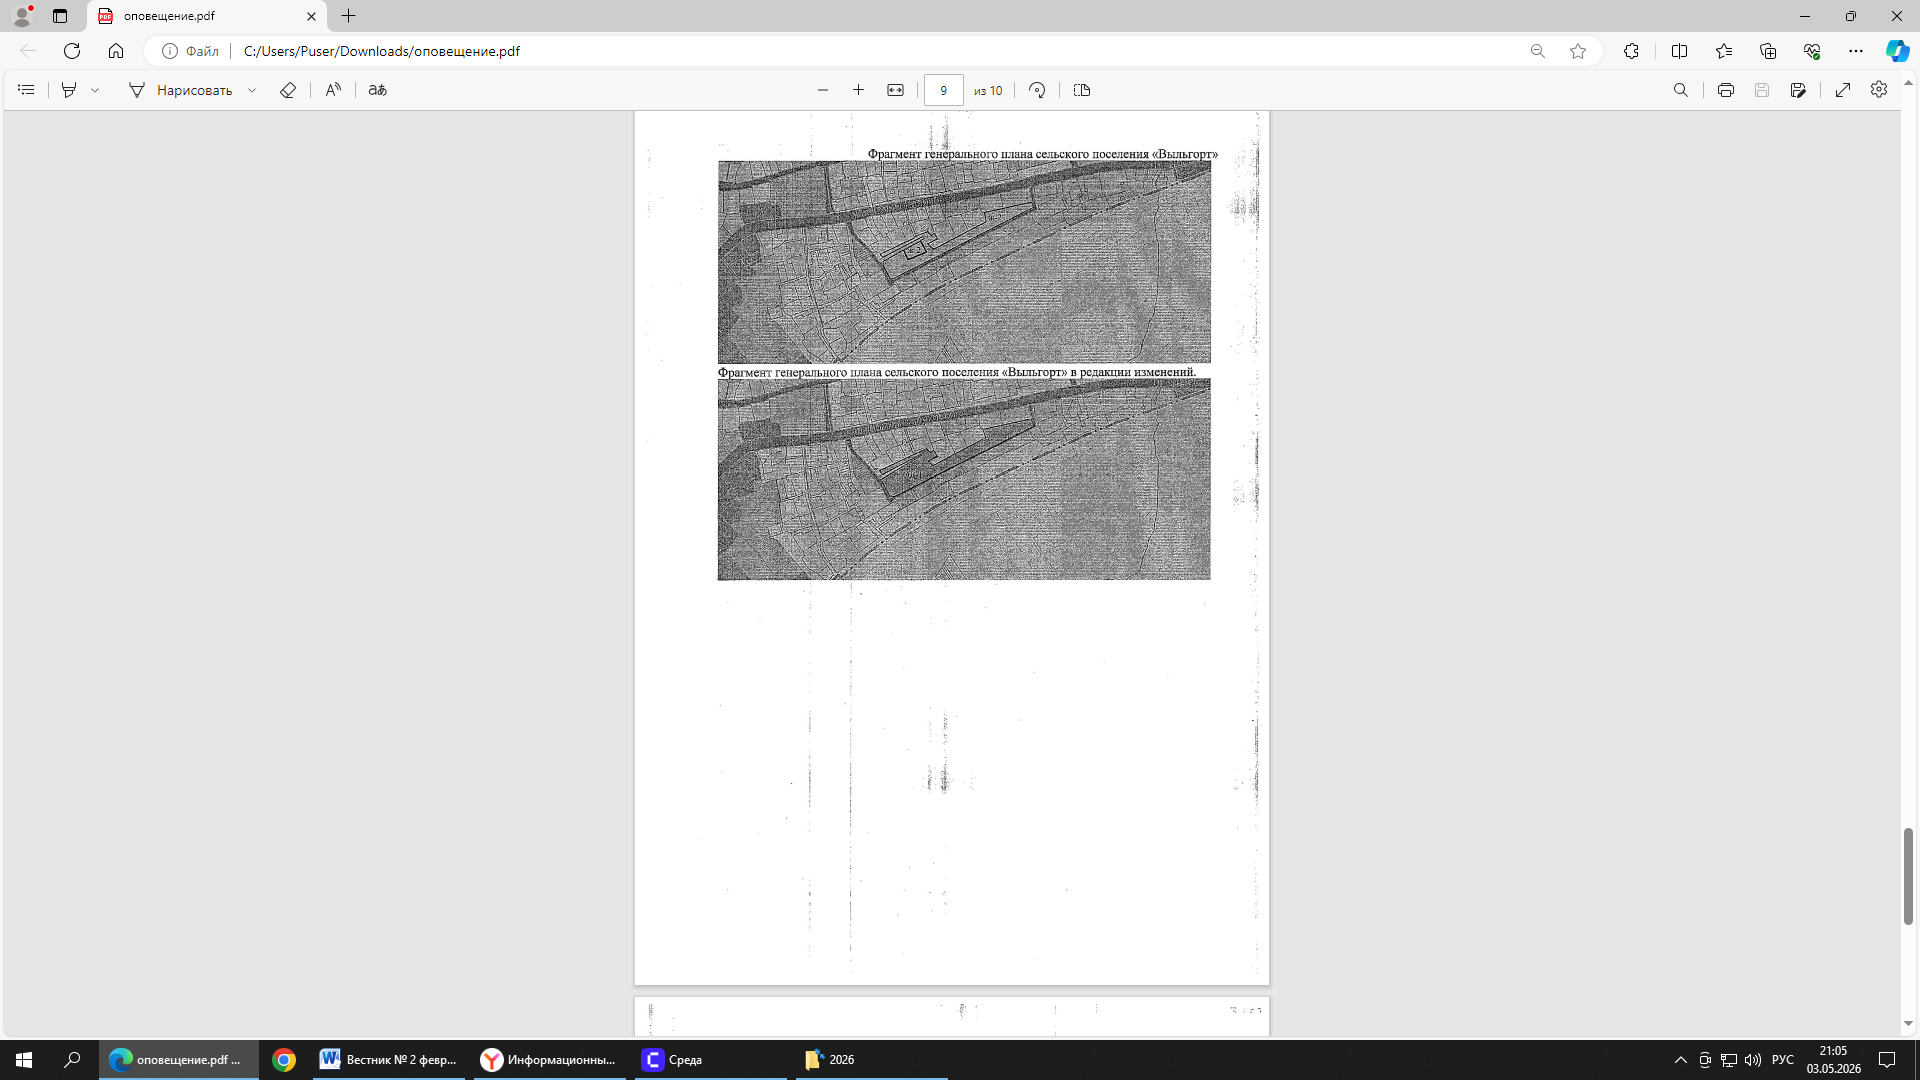 оповещение.pdf
Файл
C:/Users/Puser/Downloads/оповещение.pdf
Нарисовать
9
из 10
Фрагмент генерального плана сельского поселения «Выльгорт»
Фрагмент генерального плана сельского поселения «Выльгорт» в редакции изменений.
оповещение.pdf ...
Вестник № 2 февр...
Информационны...
Среда
2026
РУС
21:05
03.05.2026